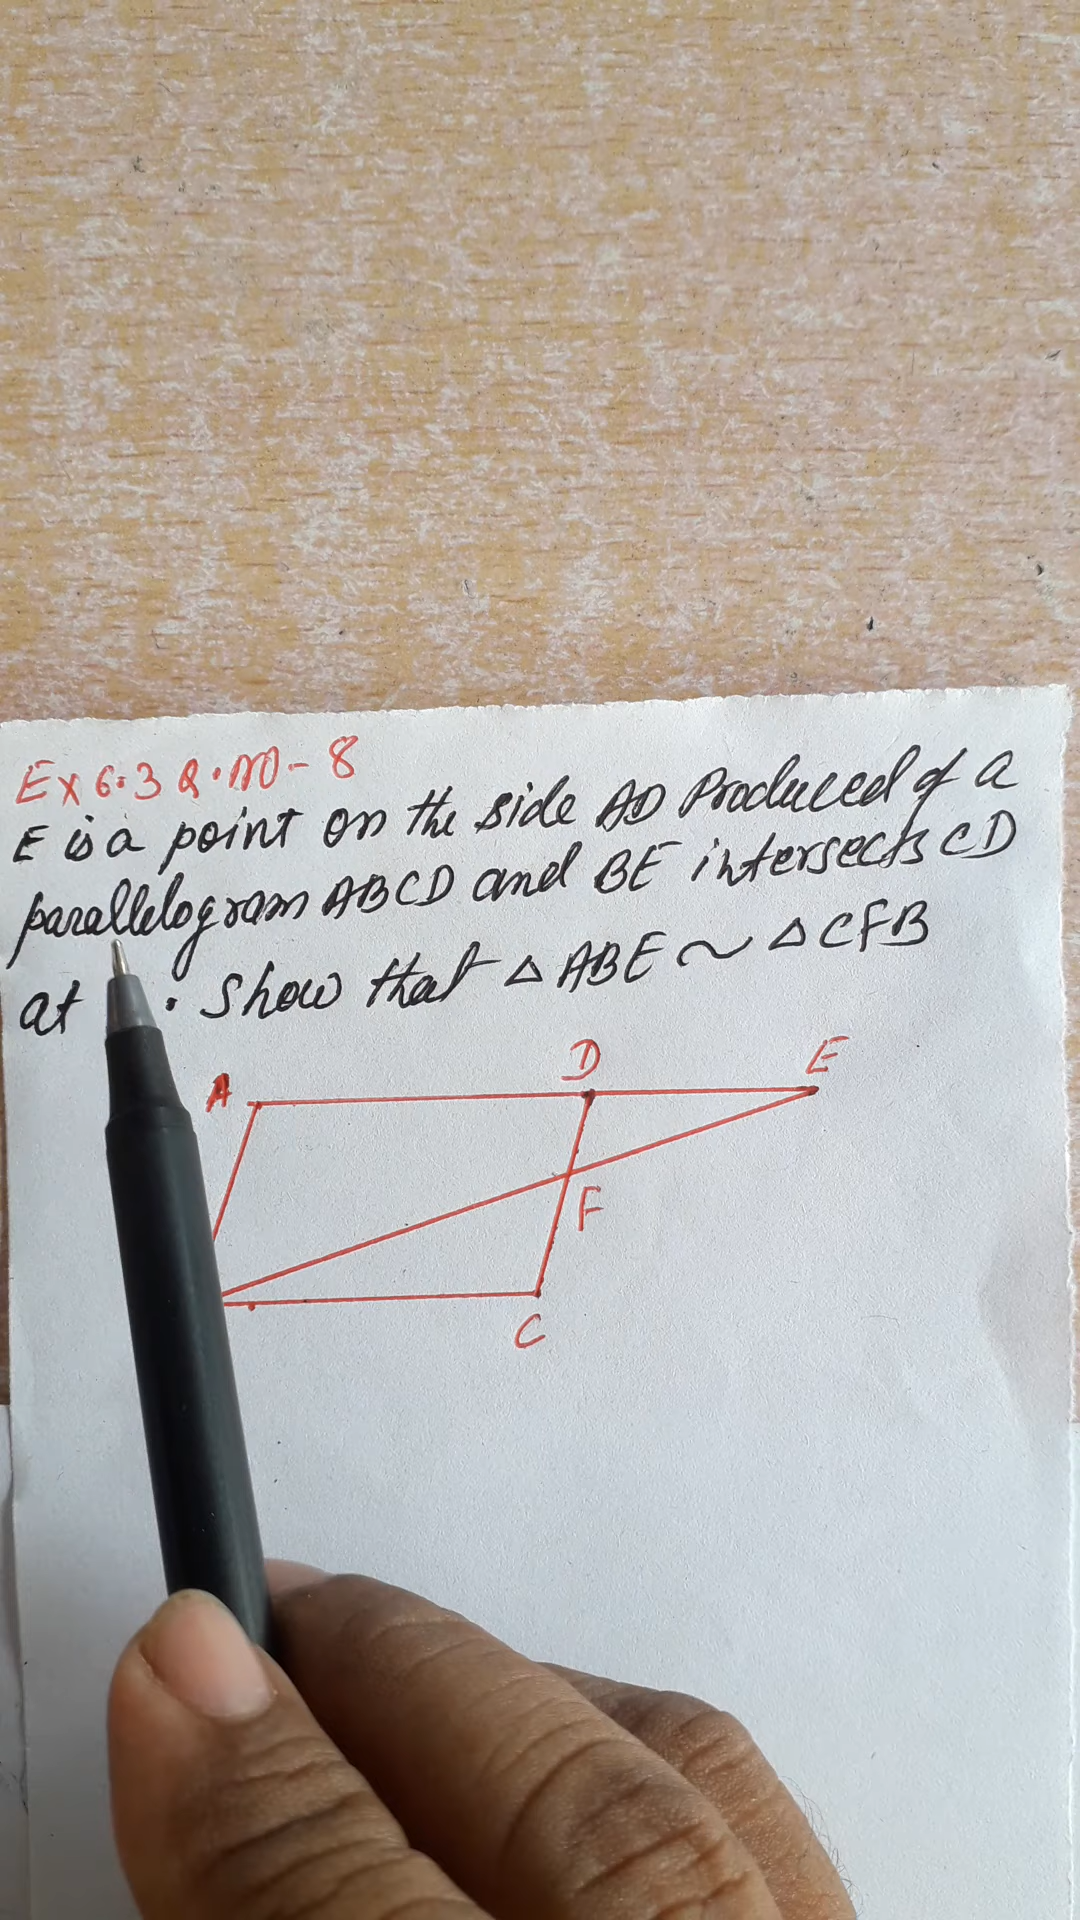 Ex 6.3 Q.NO-8
E is a point on the side AD Produced of a
parallelogram ABCD and BE intersects CD
at . Show that △ ABE ~ △ CFB
A D E
F
C